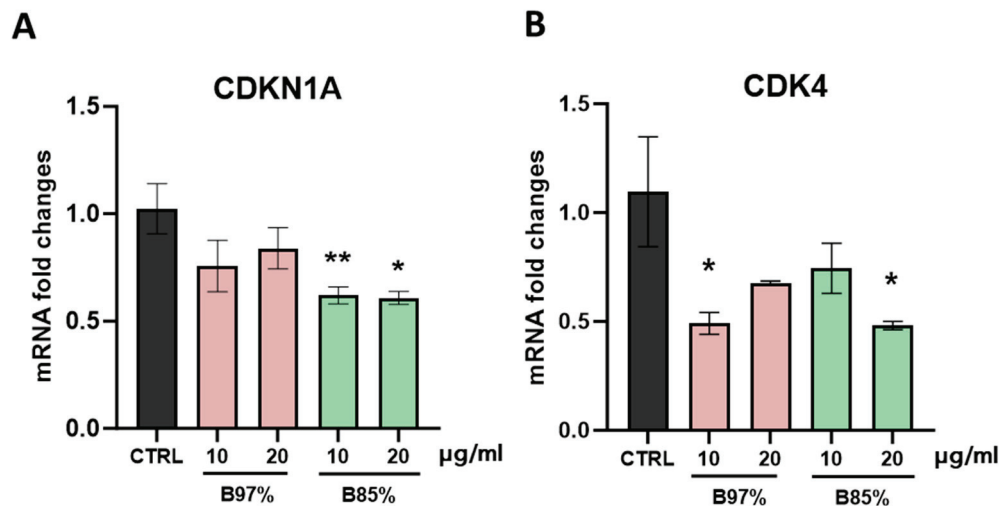 A
CDKN1A
mRNA fold changes
1.5
1.0
0.5
0.0
**
*
CTRL
10
20
10
20
µg/ml
B97%
B85%
B
CDK4
mRNA fold changes
1.5
1.0
0.5
0.0
*
*
CTRL
10
20
10
20
µg/ml
B97%
B85%